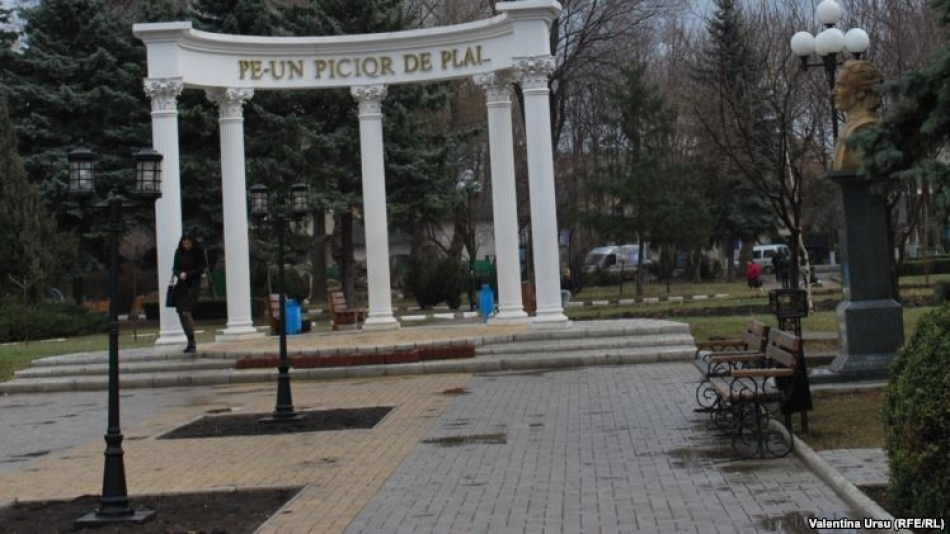 PE-UN PICIOR DE PLAI-
Valentina Ursu (RFE/RL)